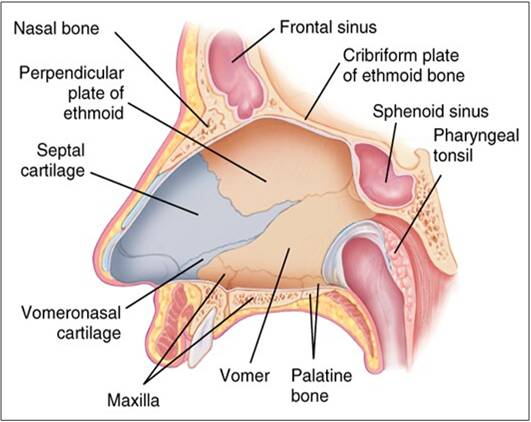 Nasal bone
Frontal sinus
Cribriform plate
of ethmoid bone
Perpendicular
plate of
ethmoid
Sphenoid sinus
Pharyngeal
tonsil
Septal
cartilage
Vomeronasal
cartilage
Maxilla
Vomer
Palatine
bone